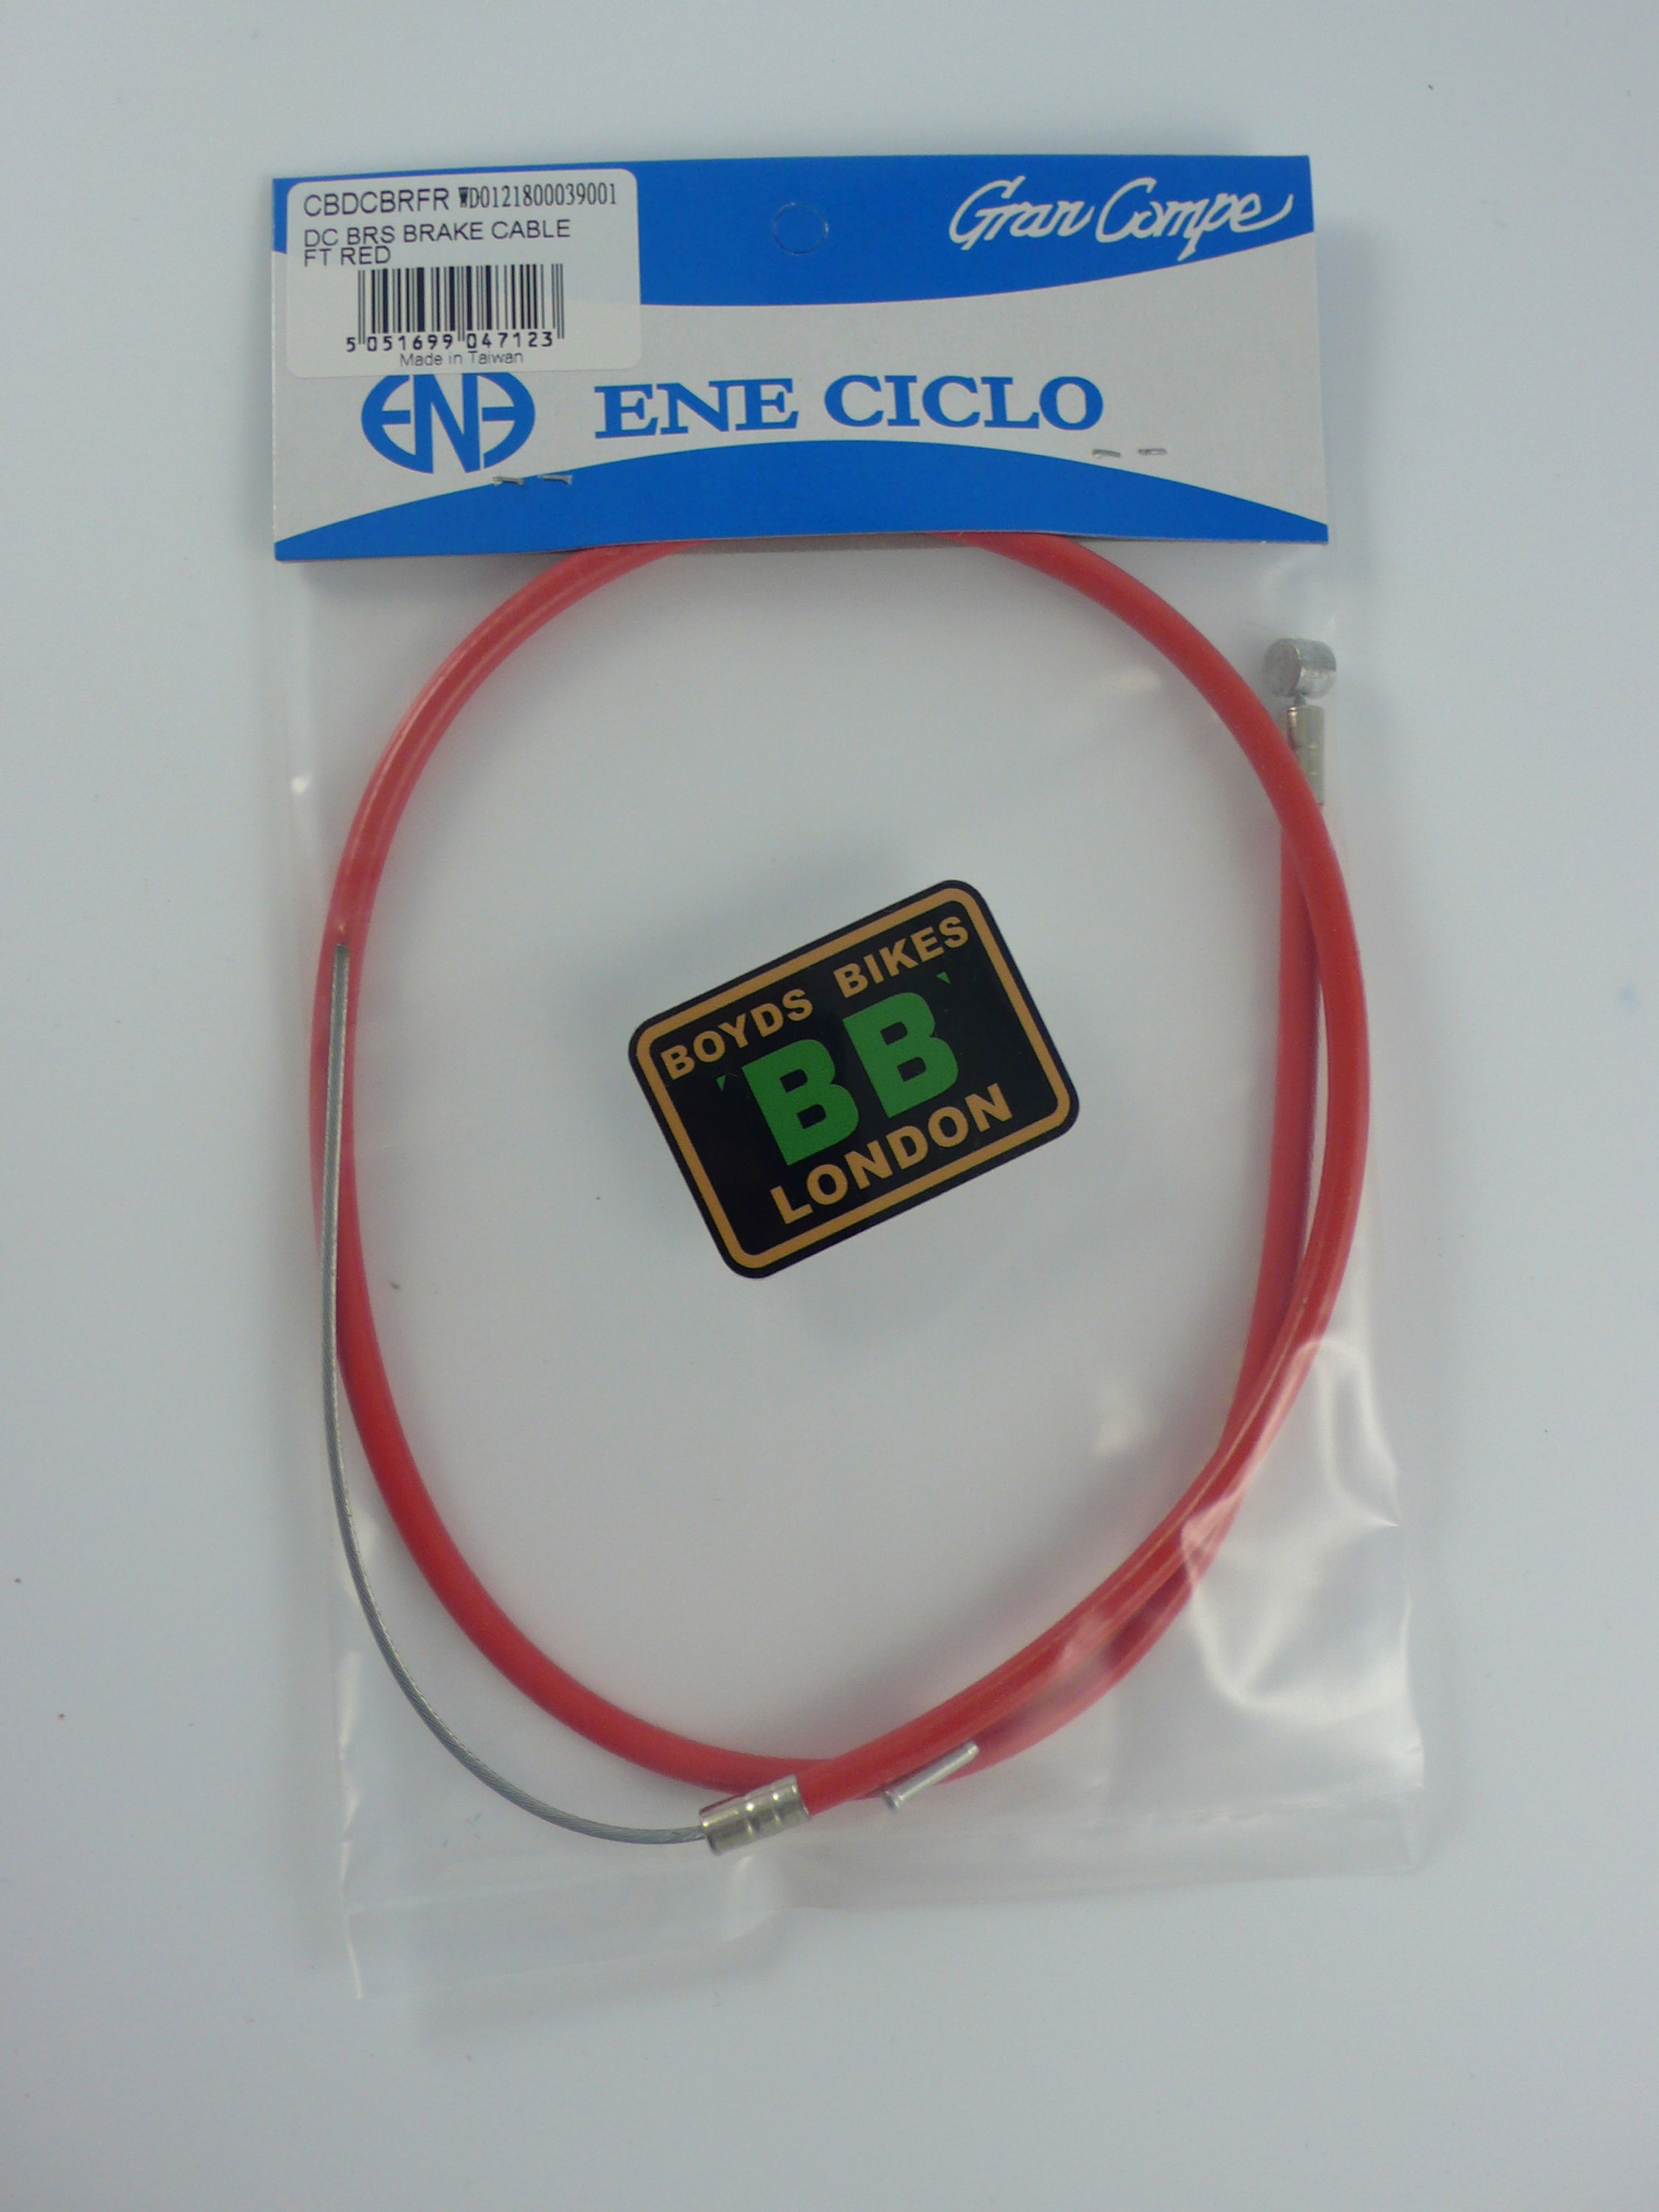 CBDCBRFR WD0121800039001
DC BRS BRAKE CABLE
FT RED
5 051699 047123
Made in Taiwan
Gran Compe
ENE
ENE CICLO
BOYDS BIKES
'BB'
LONDON